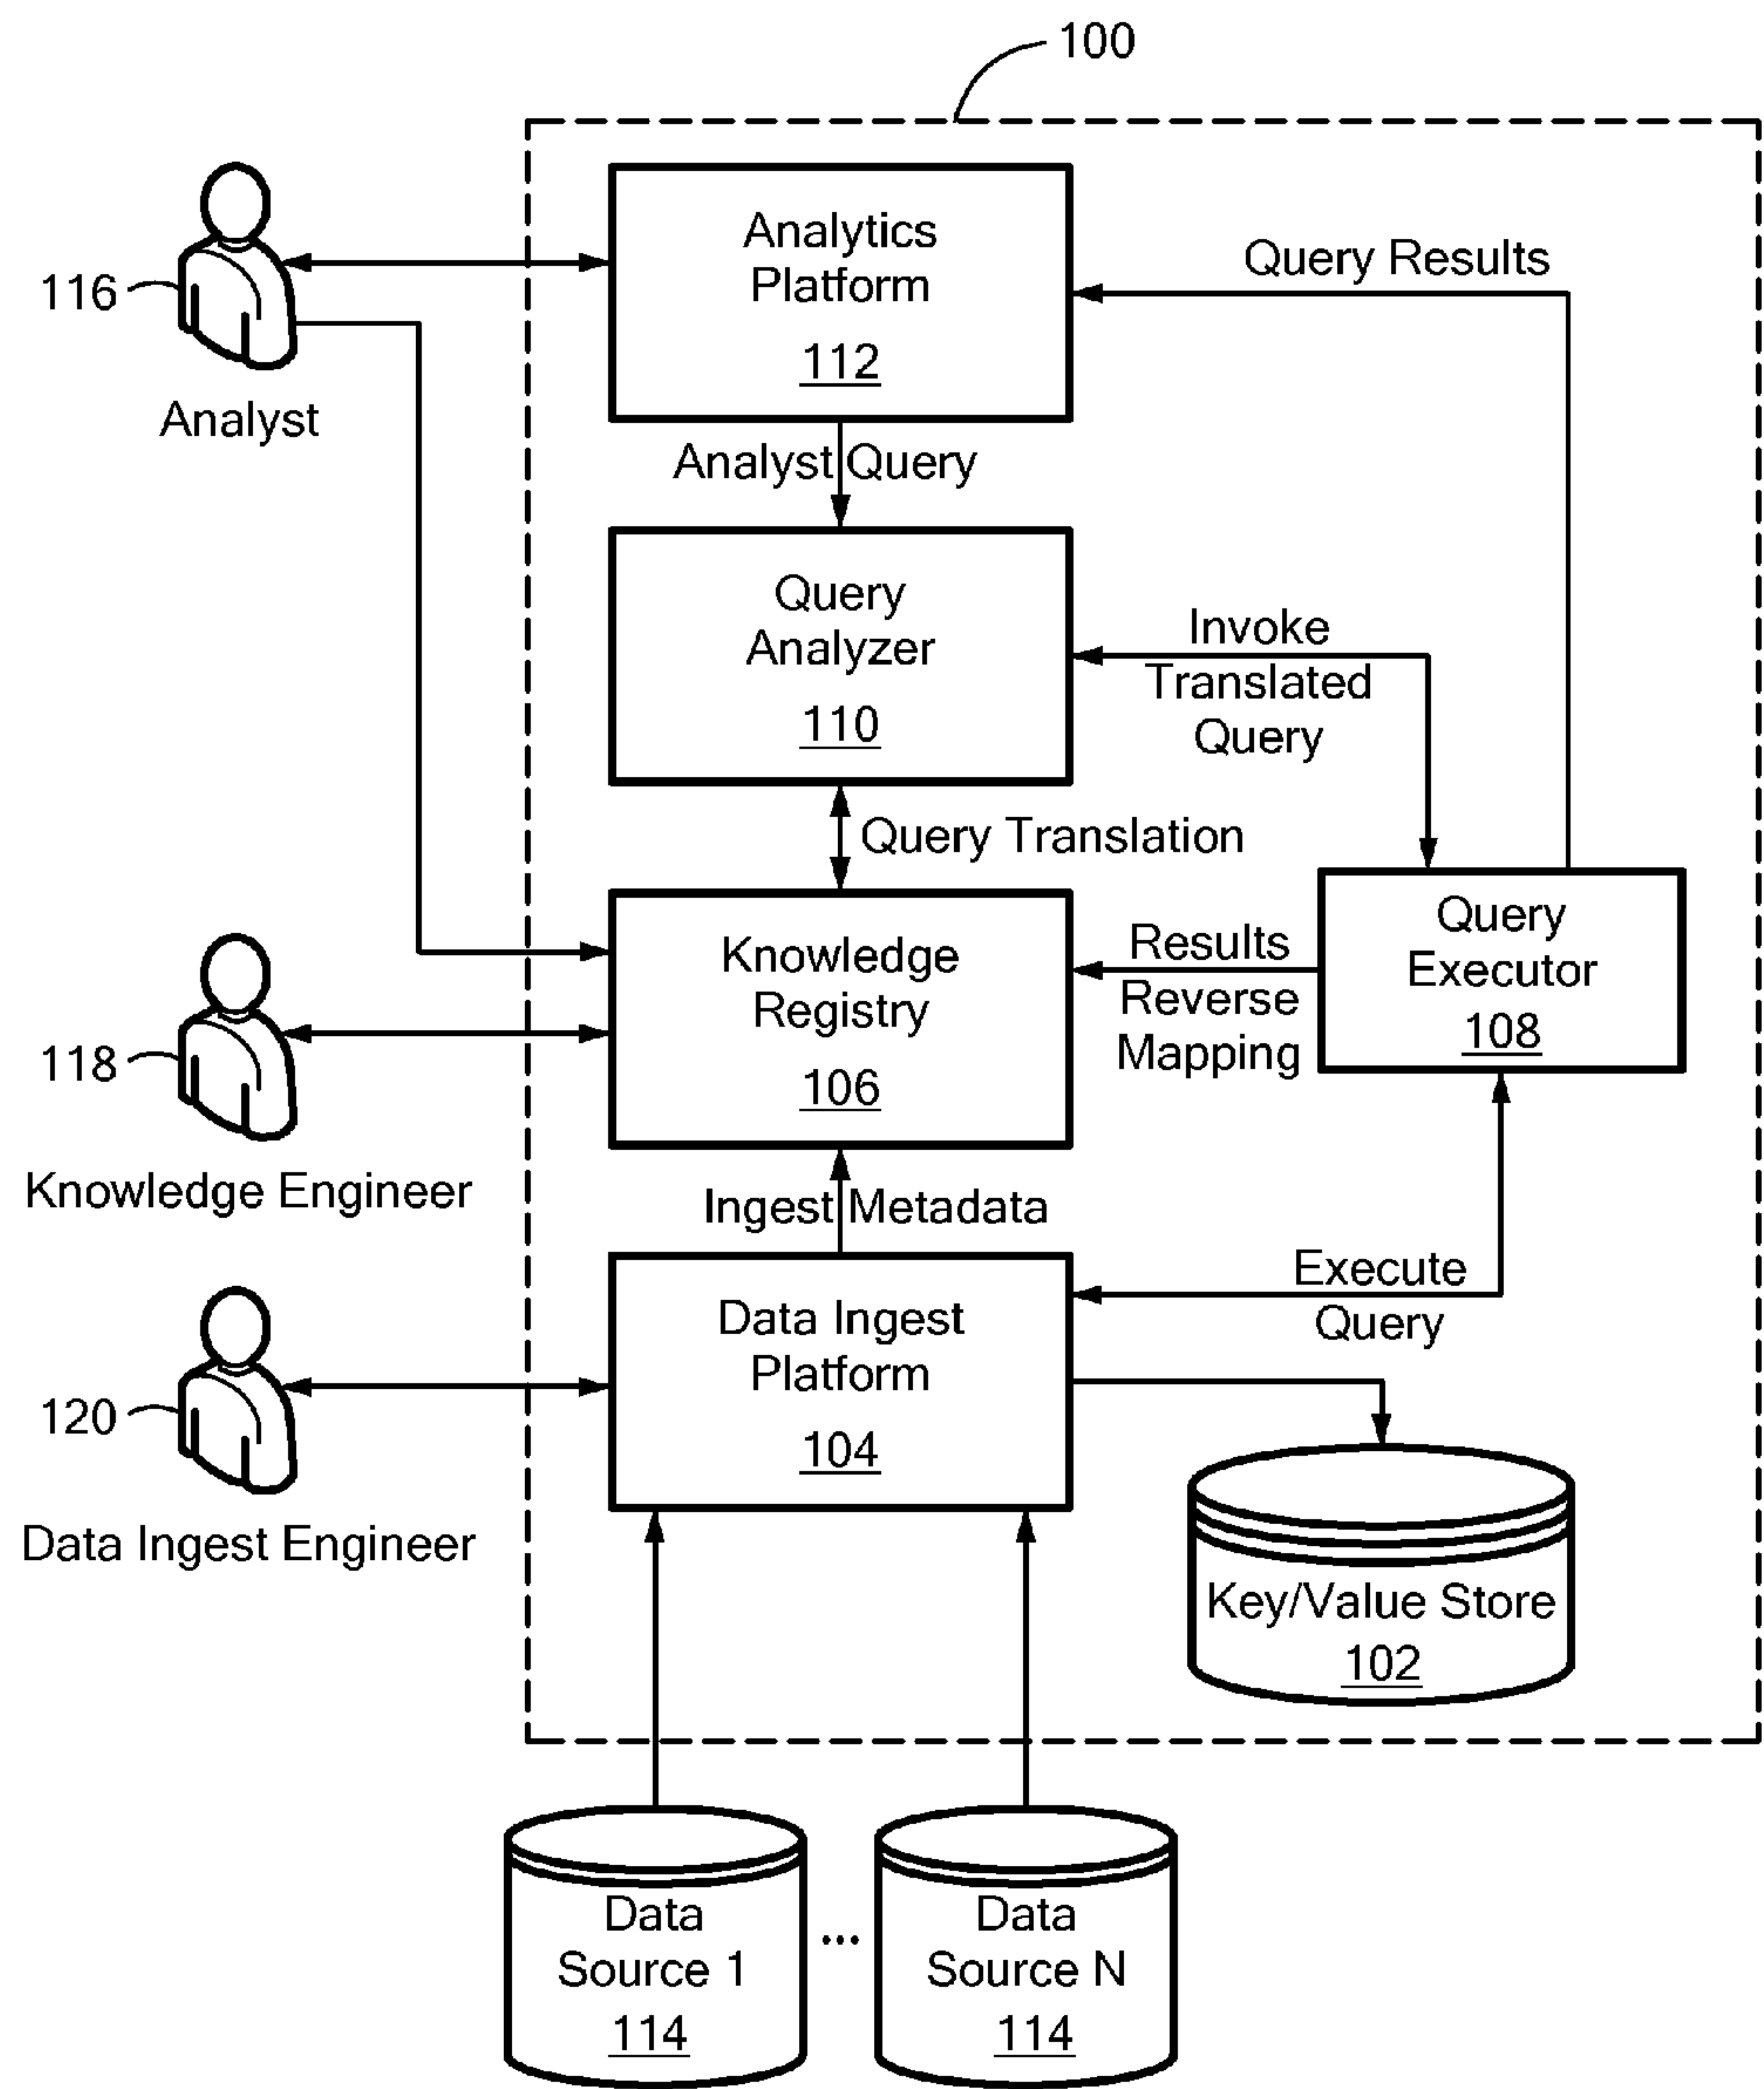 100
Analytics
Platform
112
Query Results
116
Analyst
Analyst Query
Query
Analyzer
110
Invoke
Translated
Query
Query Translation
Knowledge
Registry
106
Results
Reverse
Mapping
Query
Executor
108
118
Knowledge Engineer
Ingest Metadata
Data Ingest
Platform
104
Execute
Query
120
Data Ingest Engineer
Key/Value Store
102
Data
Source 1
114
...
Data
Source N
114